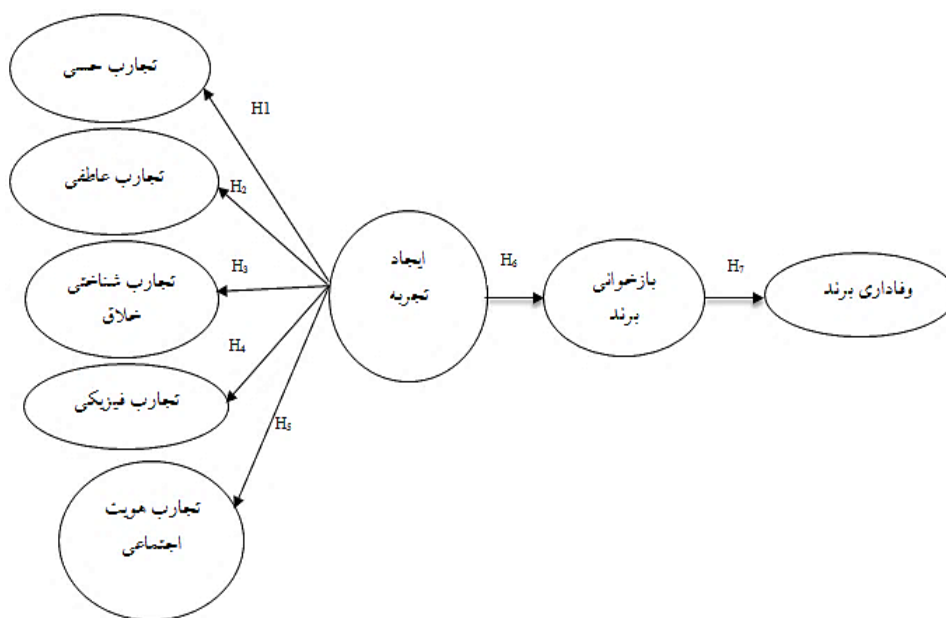 تجارب حسی
H1
تجارب عاطفی
H2
تجارب شناختی
خلاق
H3
تجارب فیزیکی
H4
تجارب هویت
اجتماعی
H5
ایجاد
تجربه
H6
بازخوانی
برند
H7
وفاداری برند